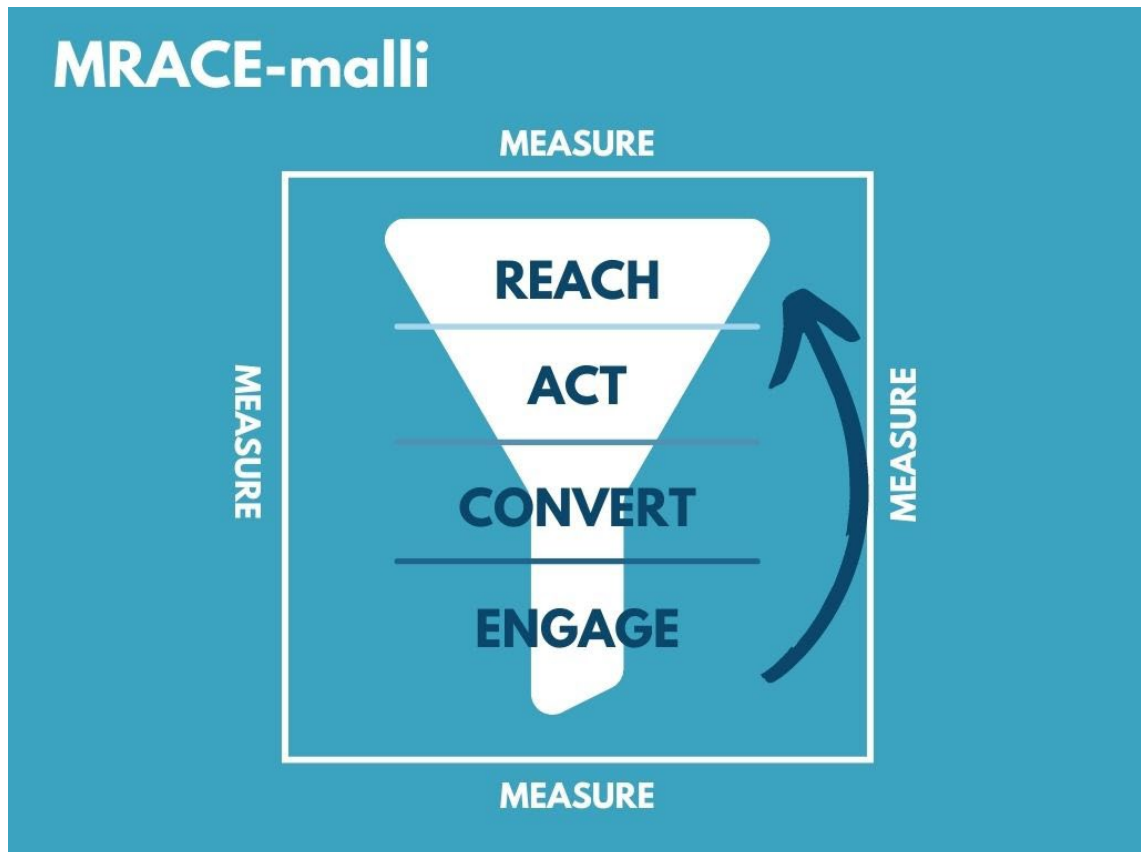 MRACE-malli
MEASURE
REACH
ACT
MEASURE
MEASURE
CONVERT
ENGAGE
MEASURE